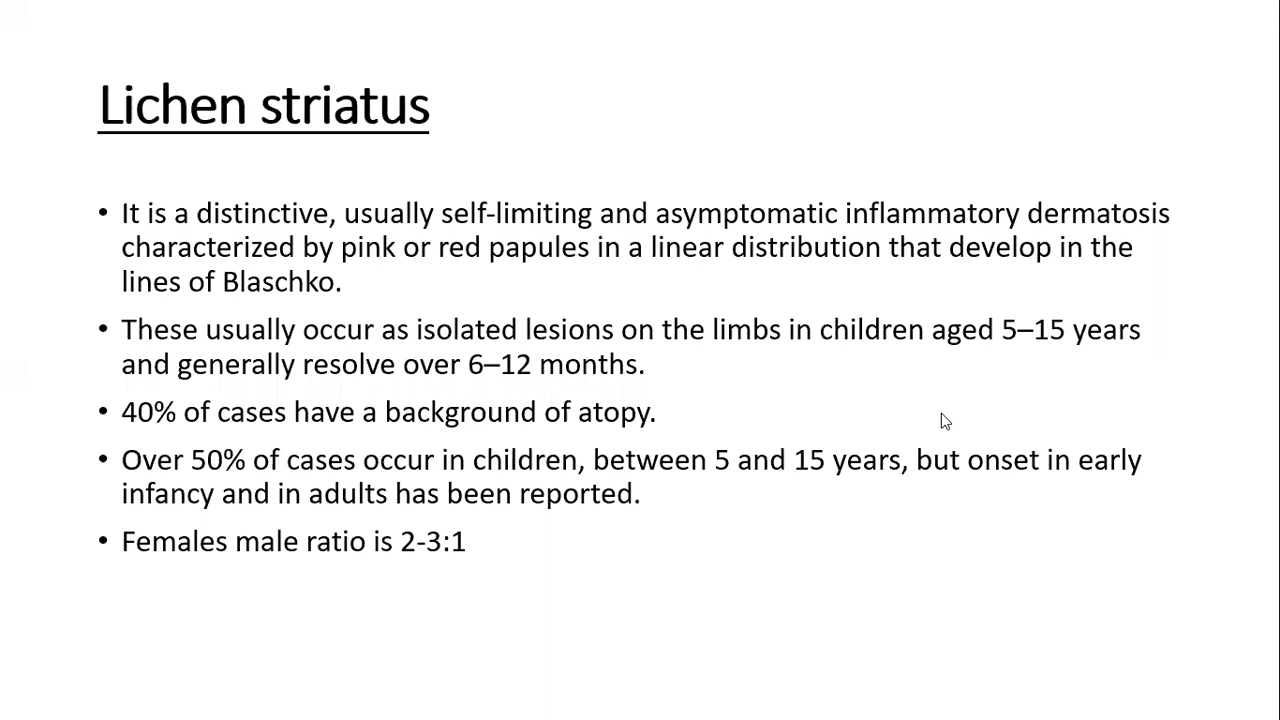 Lichen striatus
• It is a distinctive, usually self-limiting and asymptomatic inflammatory dermatosis
characterized by pink or red papules in a linear distribution that develop in the
lines of Blaschko.
• These usually occur as isolated lesions on the limbs in children aged 5–15 years
and generally resolve over 6–12 months.
• 40% of cases have a background of atopy.
• Over 50% of cases occur in children, between 5 and 15 years, but onset in early
infancy and in adults has been reported.
• Females male ratio is 2-3:1